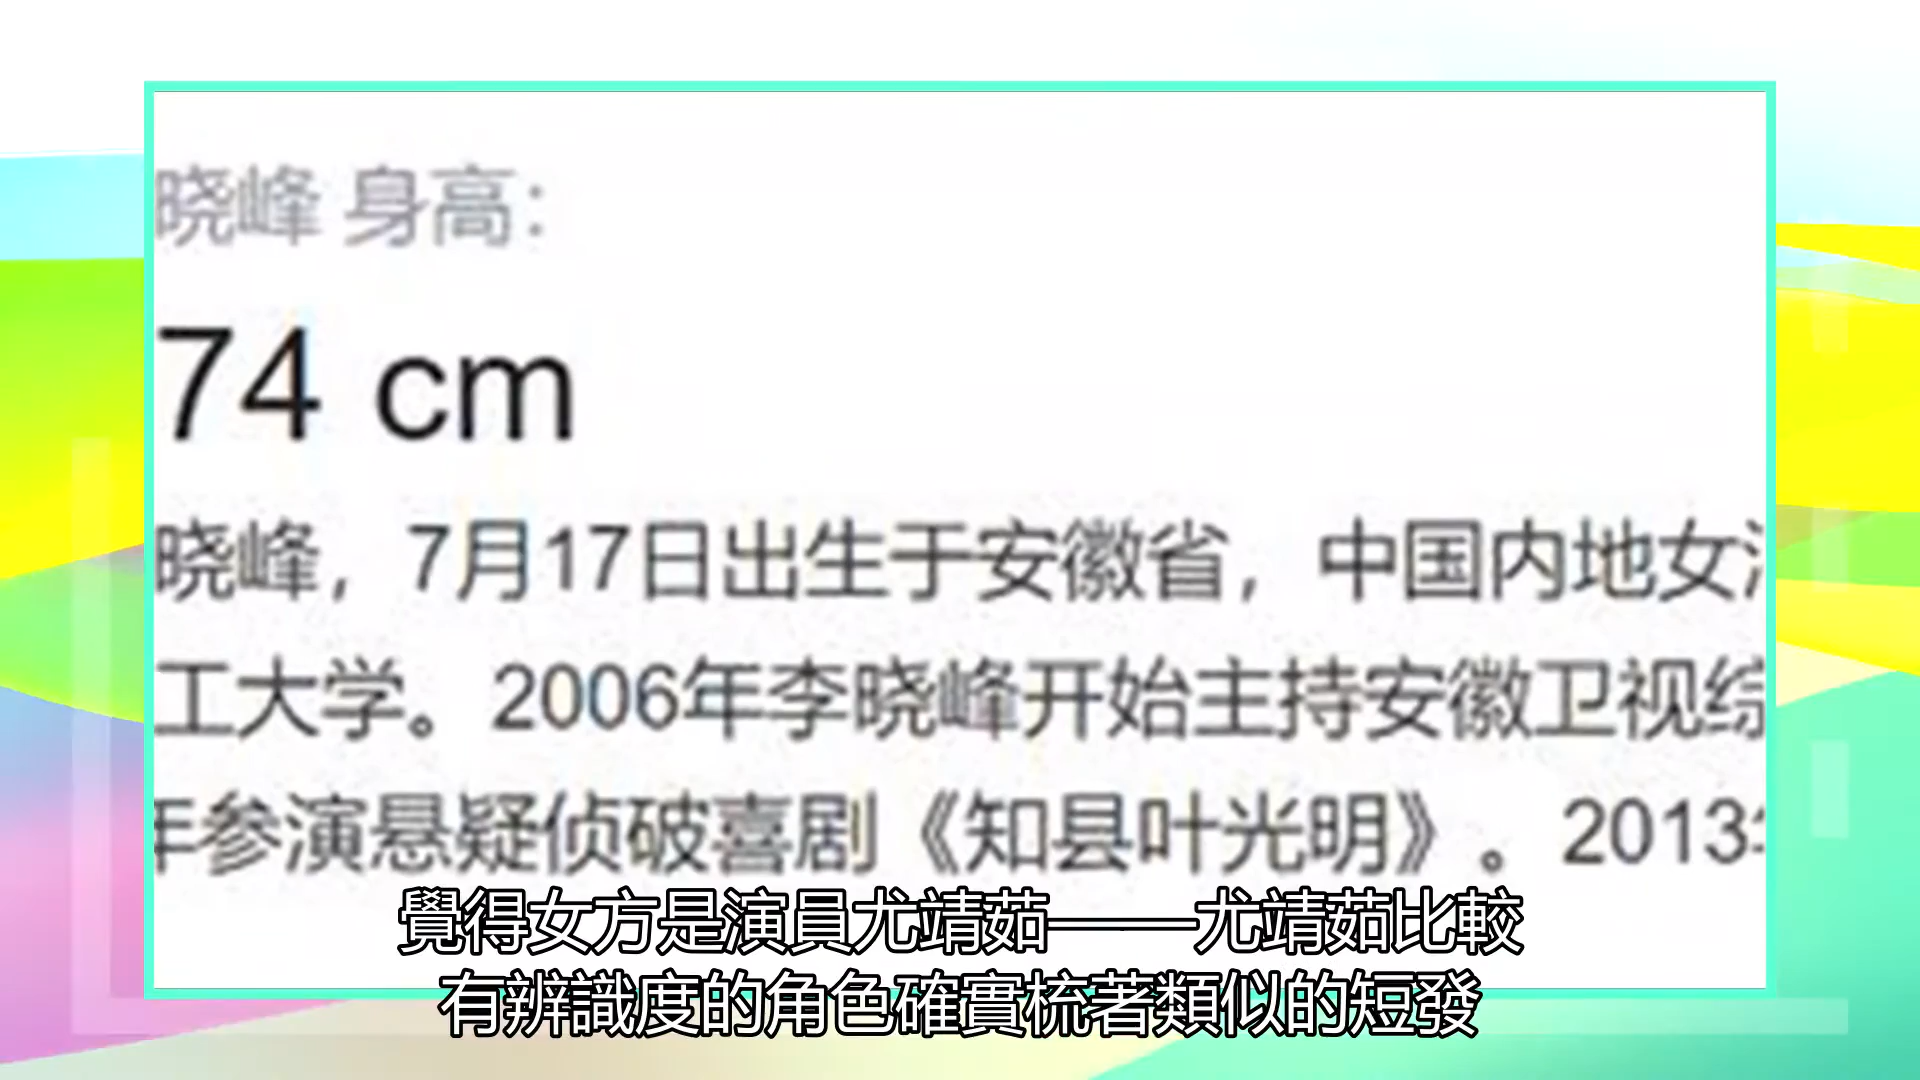 晓峰 身高：
74 cm
晓峰，7月17日出生于安徽省，中国内地女
工大学。2006年李晓峰开始主持安徽卫视综
年参演悬疑侦破喜剧《知县叶光明》。2013
覺得女方是演員尤靖茹——尤靖茹比較
有辨識度的角色確實梳著類似的短發